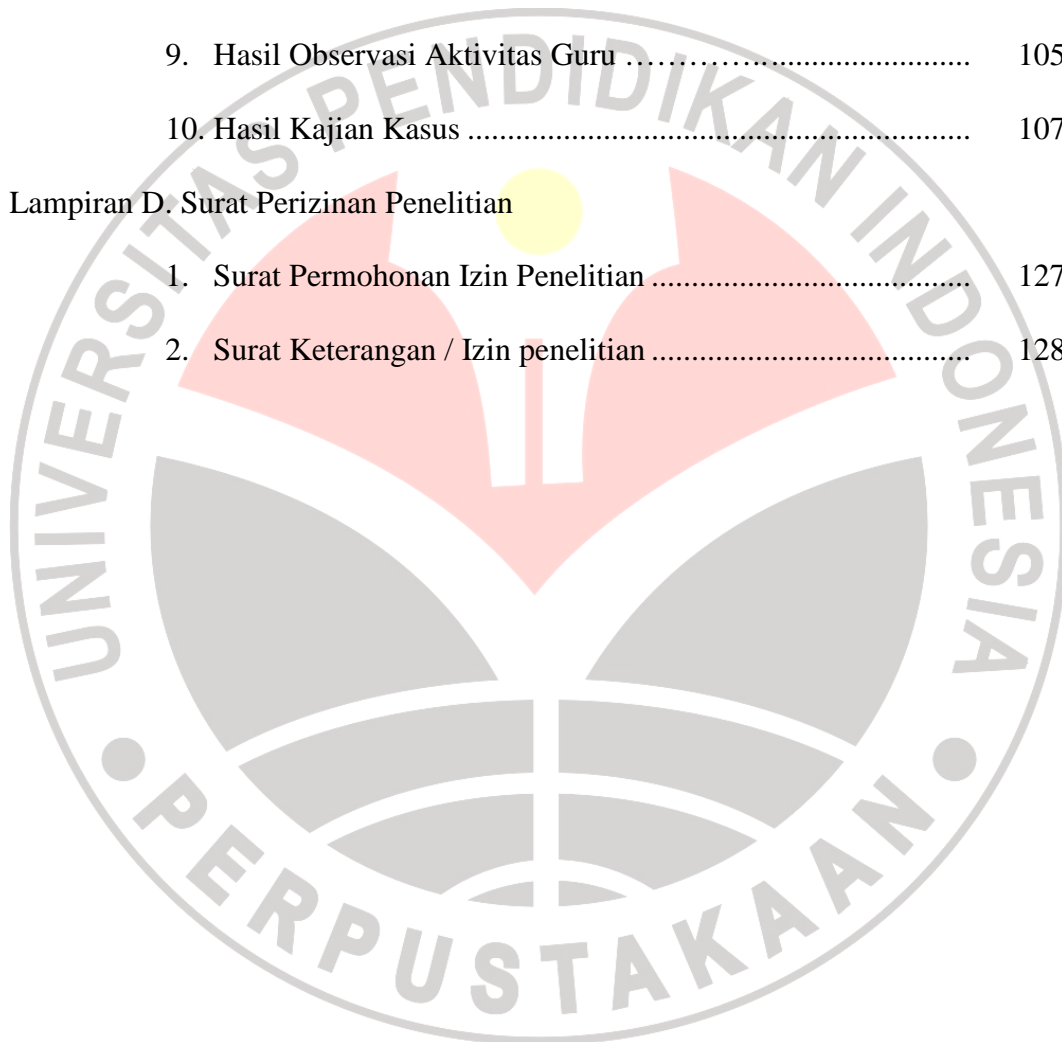 9. Hasil Observasi Aktivitas Guru ………….............................. 105
10. Hasil Kajian Kasus ............................................................... 107
Lampiran D. Surat Perizinan Penelitian
1. Surat Permohonan Izin Penelitian ........................................ 127
2. Surat Keterangan / Izin penelitian ........................................ 128
UNIVERSITAS PENDIDIKAN INDONESIA
PERPUSTAKAAN